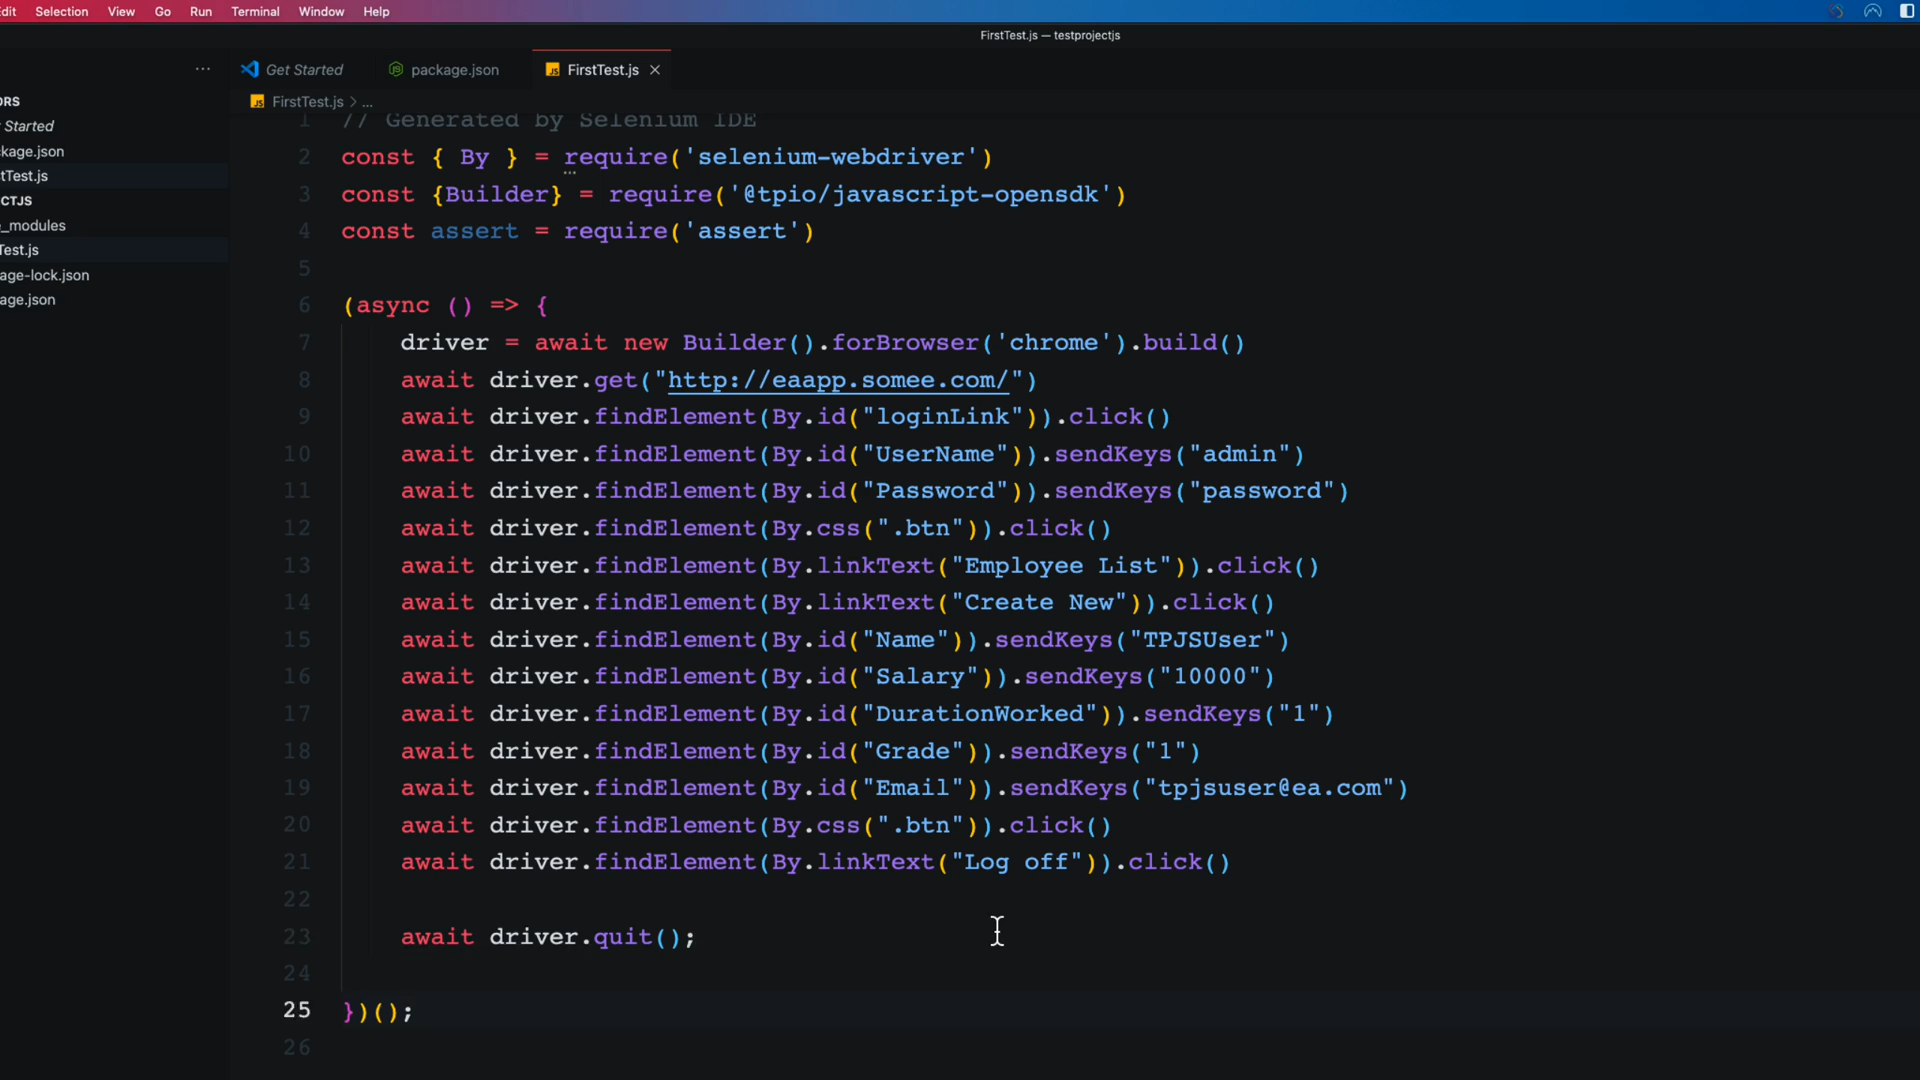 dit Selection View Go Run Terminal Window Help
FirstTest.js — testprojectjs
... Get Started package.json FirstTest.js
FirstTest.js > ...
ORS
Started
kage.json
tTest.js
CTJS
_modules
Test.js
age-lock.json
age.json
1 // Generated by Selenium IDE
2 const { By } = require('selenium-webdriver')
3 const {Builder} = require('@tpio/javascript-opensdk')
4 const assert = require('assert')
5
6 (async () => {
7 driver = await new Builder().forBrowser('chrome').build()
8 await driver.get("http://eaapp.somee.com/")
9 await driver.findElement(By.id("loginLink")).click()
10 await driver.findElement(By.id("UserName")).sendKeys("admin")
11 await driver.findElement(By.id("Password")).sendKeys("password")
12 await driver.findElement(By.css(".btn")).click()
13 await driver.findElement(By.linkText("Employee List")).click()
14 await driver.findElement(By.linkText("Create New")).click()
15 await driver.findElement(By.id("Name")).sendKeys("TPJSUser")
16 await driver.findElement(By.id("Salary")).sendKeys("10000")
17 await driver.findElement(By.id("DurationWorked")).sendKeys("1")
18 await driver.findElement(By.id("Grade")).sendKeys("1")
19 await driver.findElement(By.id("Email")).sendKeys("tpjsuser@ea.com")
20 await driver.findElement(By.css(".btn")).click()
21 await driver.findElement(By.linkText("Log off")).click()
22
23 await driver.quit();
24
25 })();
26